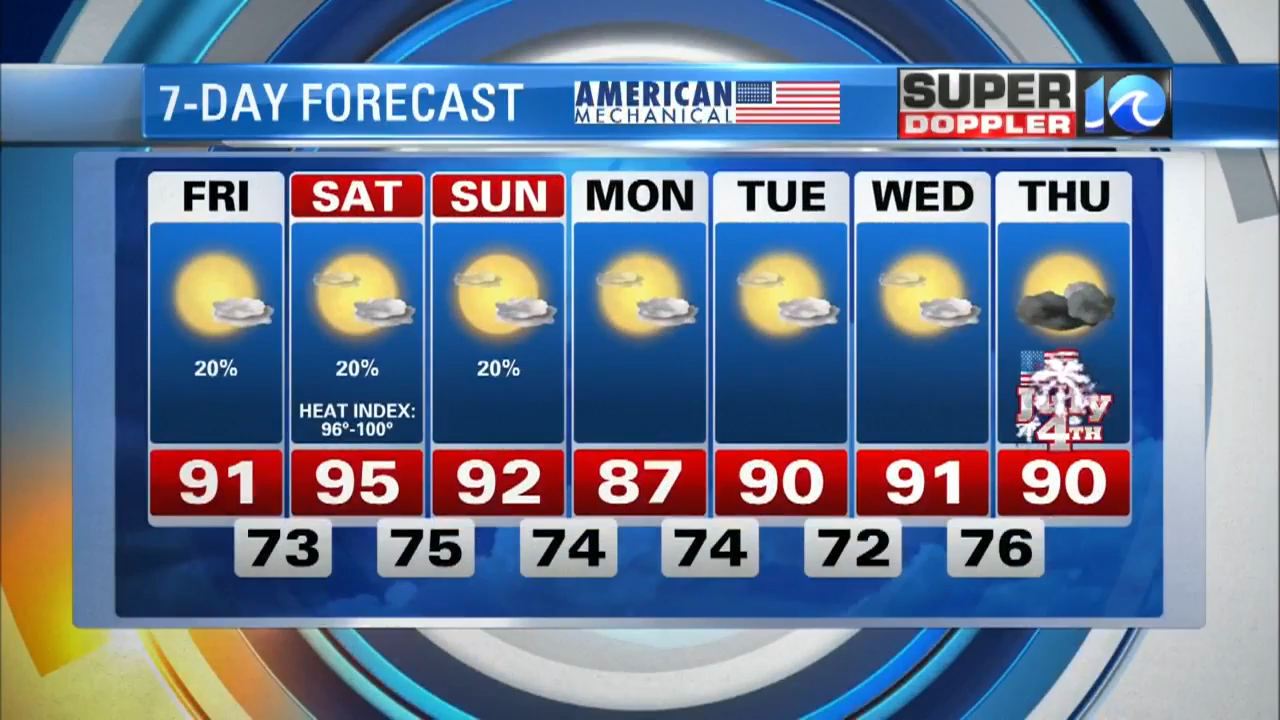 7-DAY FORECAST
AMERICAN
MECHANICAL
SUPER
DOPPLER
10
FRI SAT SUN MON TUE WED THU
20% 20% 20%
HEAT INDEX:
96°-100°
July
4TH
91 95 92 87 90 91 90
73 75 74 74 72 76